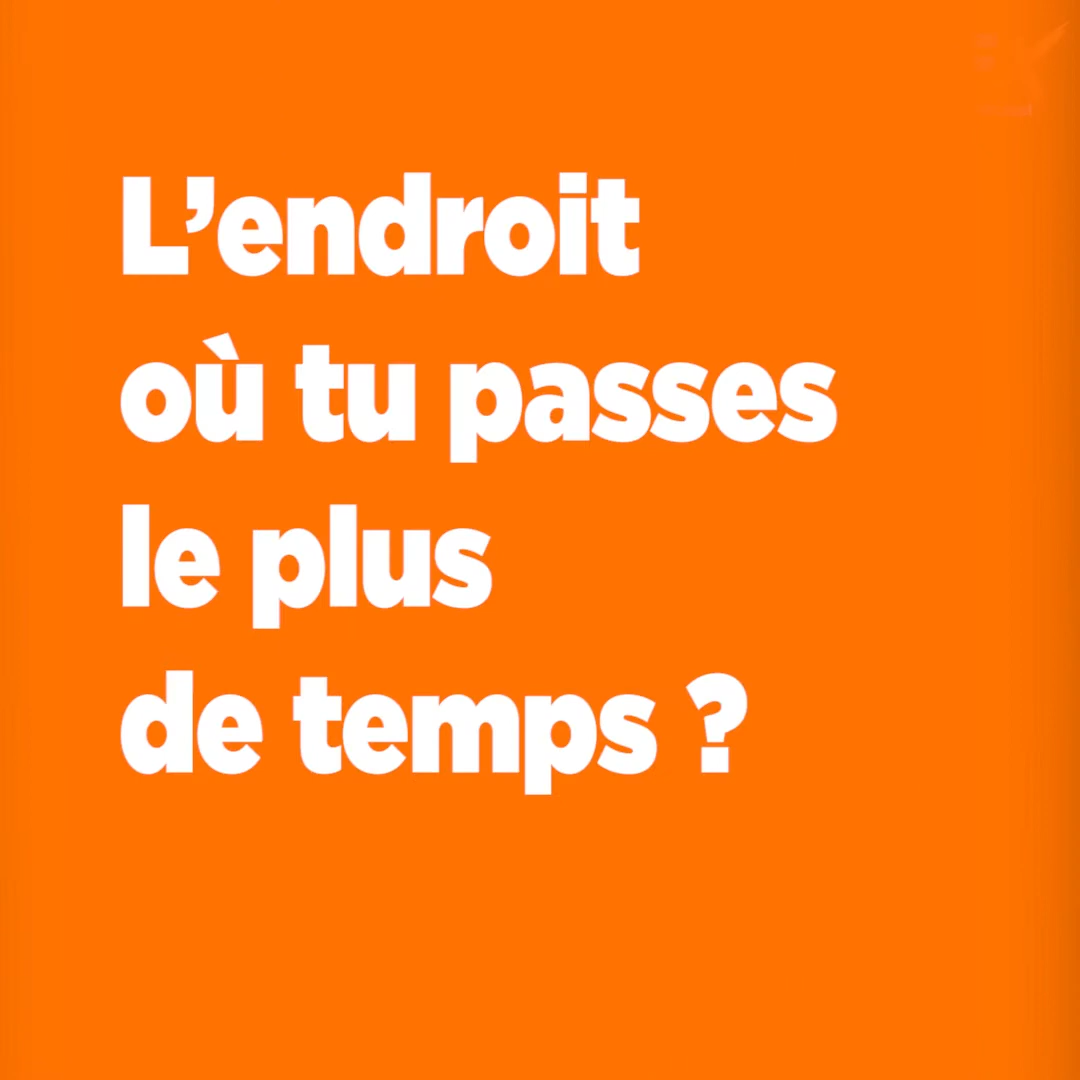 L’endroit
où tu passes
le plus
de temps ?